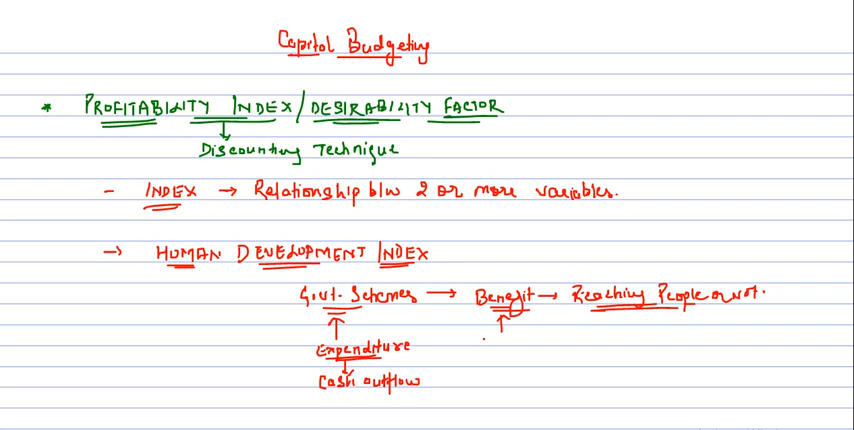 Capital Budgeting
* PROFITABILITY INDEX / DESIRABILITY FACTOR
↓
Discounting Technique
- INDEX → Relationship b/w 2 or more variables.
→ HUMAN DEVELOPMENT INDEX
Govt. Schemes → Benefit → Reaching People or Not.
↑ ↑
Expenditure
↓
Cash outflow